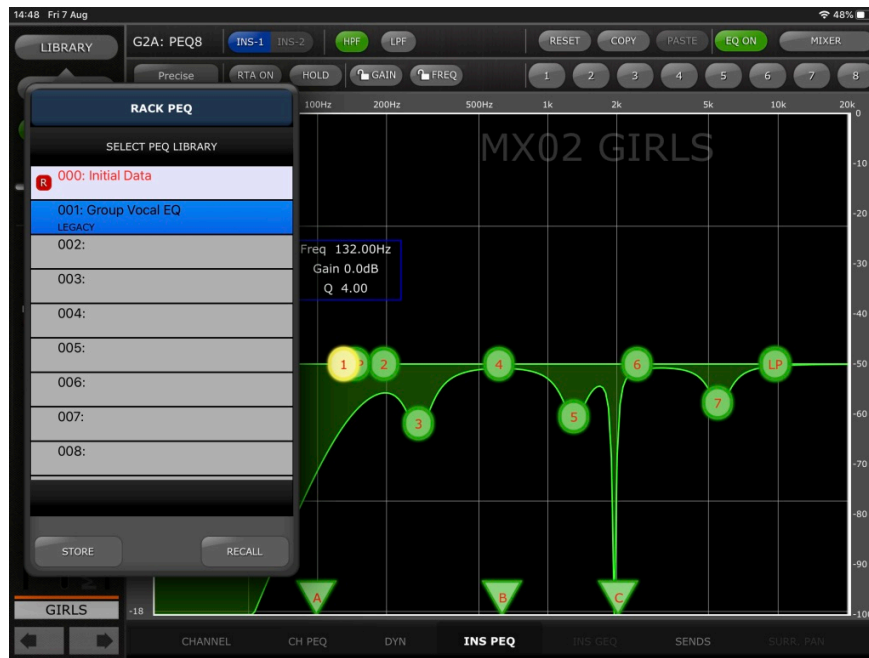 14:48 Fri 7 Aug 48%
LIBRARY G2A: PEQ8 INS-1 INS-2 HPF LPF RESET COPY PASTE EQ ON MIXER
Precise RTA ON HOLD GAIN FREQ 1 2 3 4 5 6 7 8
RACK PEQ
SELECT PEQ LIBRARY
R 000: Initial Data
001: Group Vocal EQ
LEGACY
002:
003:
004:
005:
006:
007:
008:
STORE RECALL
100Hz 200Hz 500Hz 1k 2k 5k 10k 20k
MX02 GIRLS
Freq 132.00Hz
Gain 0.0dB
Q 4.00
1 2 3 4 5 6 7 LP
A B C
0
-10
-20
-30
-40
-50
-60
-70
-80
-90
-100
-18
GIRLS
CHANNEL CH PEQ DYN INS PEQ INS GEQ SENDS SURR. PAN